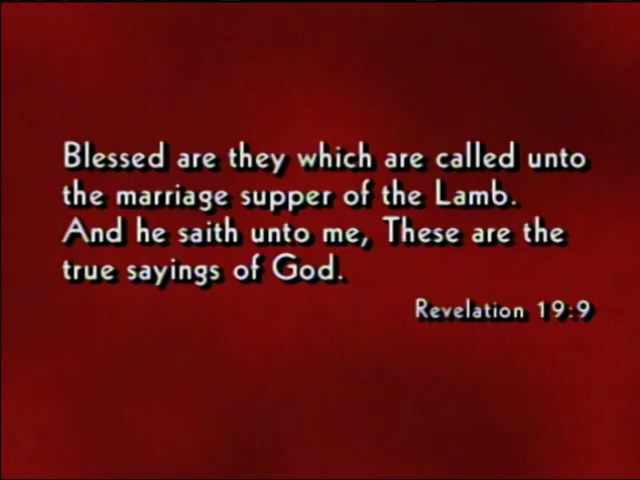 Blessed are they which are called unto
the marriage supper of the Lamb.
And he saith unto me, These are the
true sayings of God.
Revelation 19:9